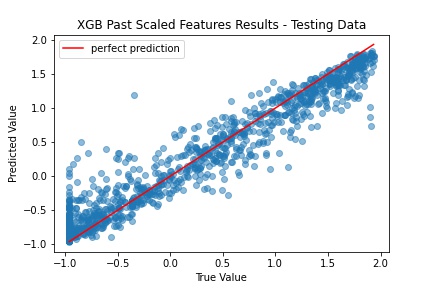 XGB Past Scaled Features Results - Testing Data
perfect prediction
Predicted Value
2.0
1.5
1.0
0.5
0.0
−0.5
−1.0
−1.0 −0.5 0.0 0.5 1.0 1.5 2.0
True Value